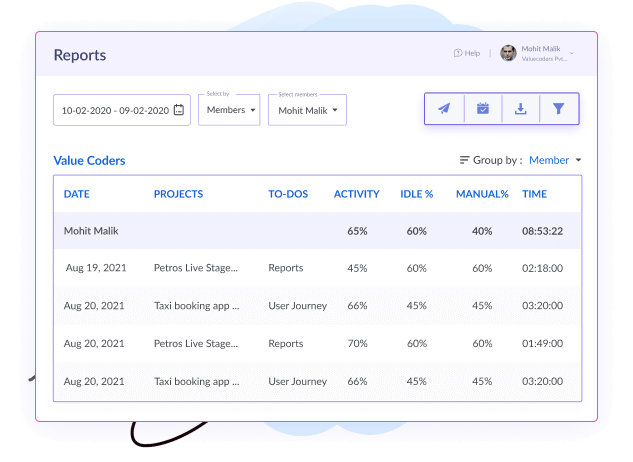 Reports
Help
Mohit Malik
Valuecoders Pvt...
10-02-2020 - 09-02-2020
Select by
Members
Select members
Mohit Malik
Value Coders
Group by : Member
DATE PROJECTS TO-DOS ACTIVITY IDLE % MANUAL% TIME
Mohit Malik 65% 60% 40% 08:53:22
Aug 19, 2021 Petros Live Stage... Reports 45% 60% 60% 02:18:00
Aug 20, 2021 Taxi booking app ... User Journey 66% 45% 45% 03:20:00
Aug 20, 2021 Petros Live Stage... Reports 70% 60% 60% 01:49:00
Aug 20, 2021 Taxi booking app ... User Journey 66% 45% 45% 03:20:00